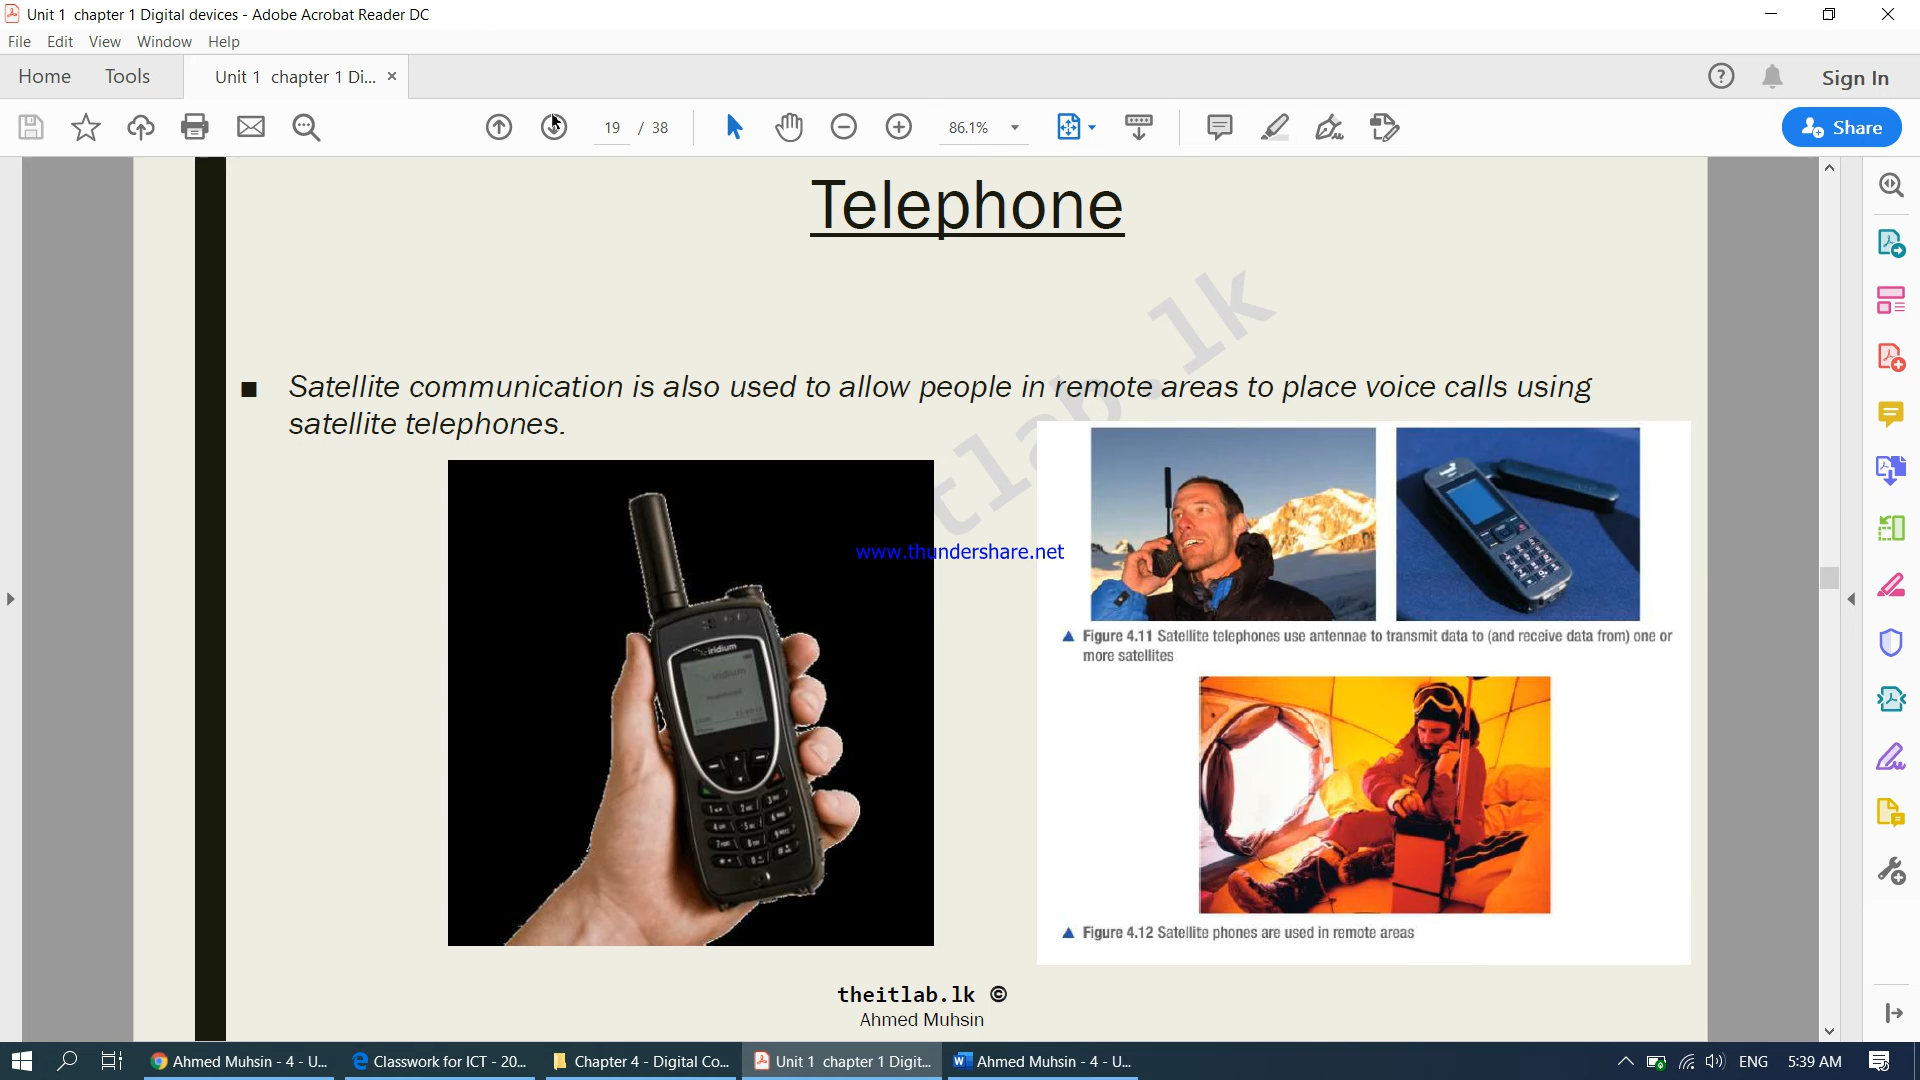 Unit 1  chapter 1 Digital devices - Adobe Acrobat Reader DC
File Edit View Window Help
Home Tools Unit 1  chapter 1 Di... × Sign In
19 / 38 86.1% Share
Telephone
■ Satellite communication is also used to allow people in remote areas to place voice calls using
satellite telephones.
tlab.lk
www.thundershare.net
iridium
▲ Figure 4.11 Satellite telephones use antennae to transmit data to (and receive data from) one or
more satellites
▲ Figure 4.12 Satellite phones are used in remote areas
theitlab.lk ©
Ahmed Muhsin
Ahmed Muhsin - 4 - U... Classwork for ICT - 20... Chapter 4 - Digital Co... Unit 1  chapter 1 Digit... Ahmed Muhsin - 4 - U... ENG 5:39 AM